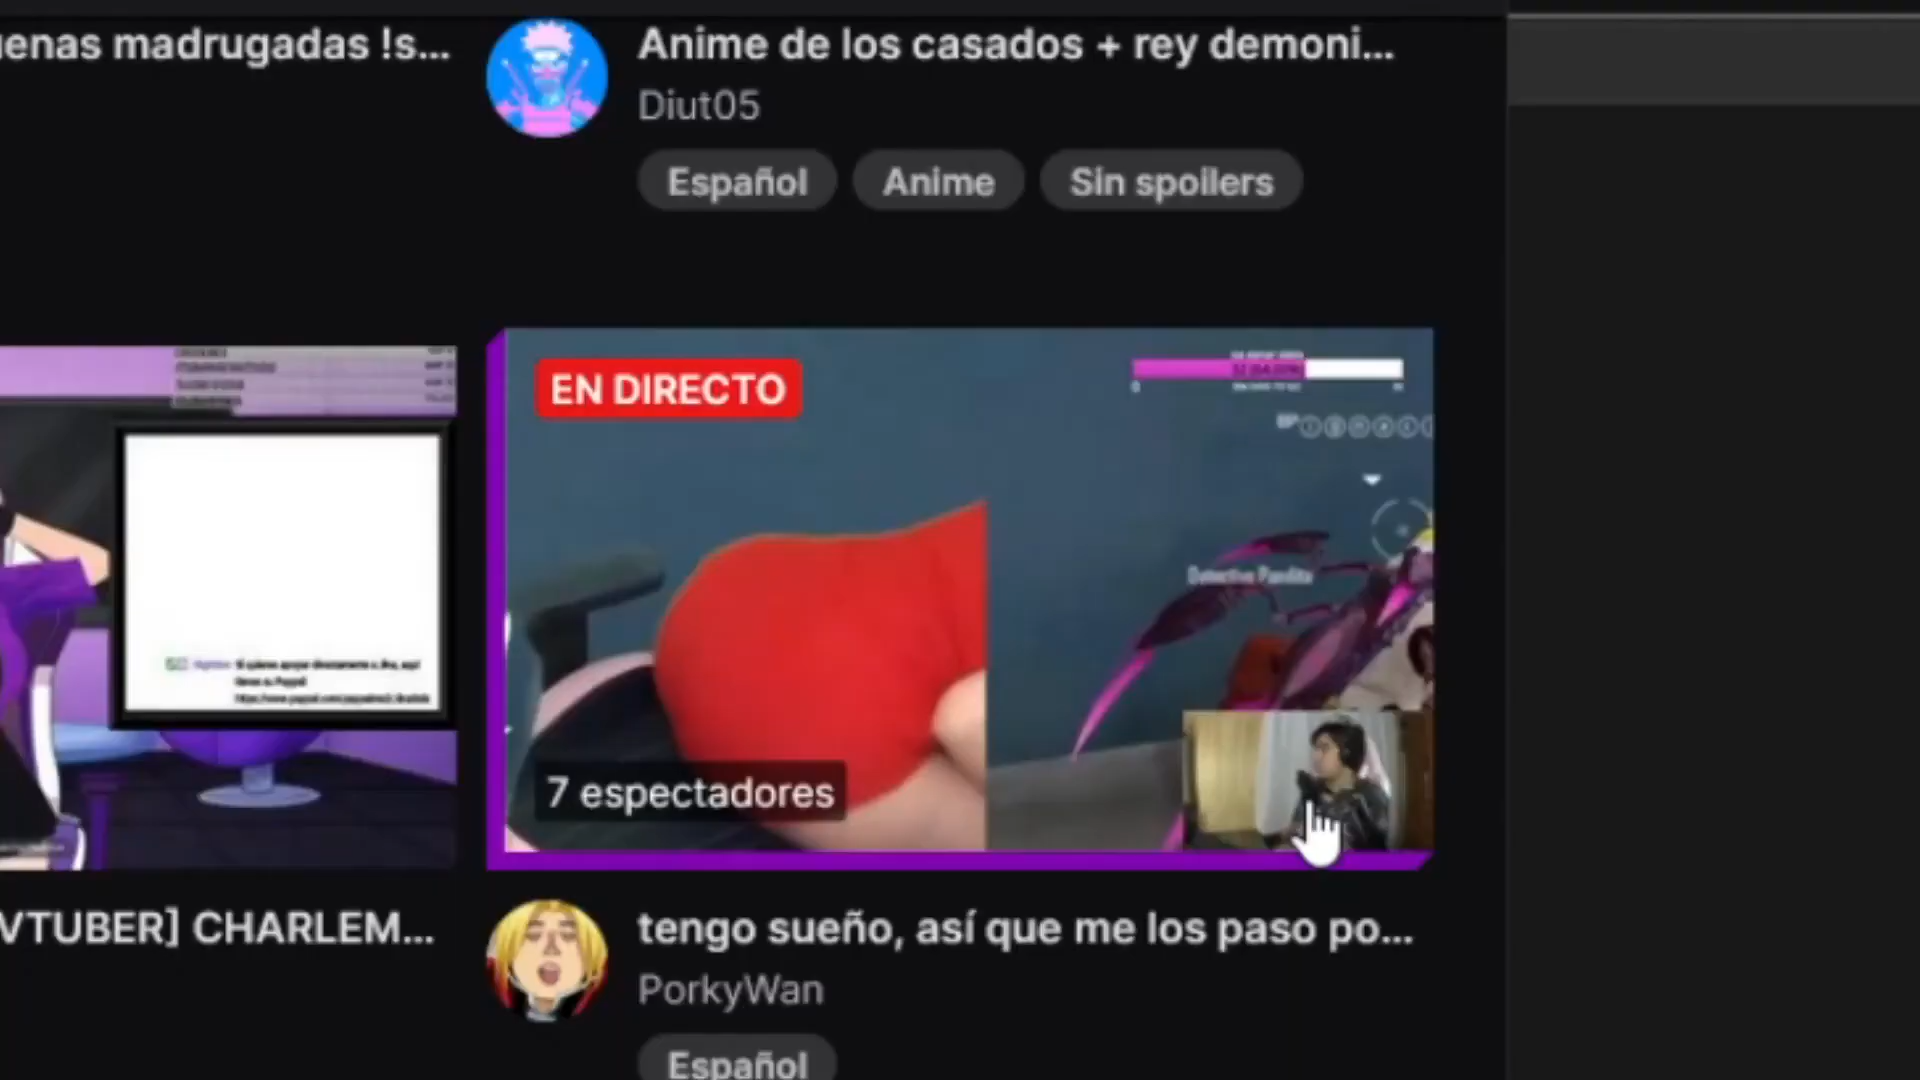 uenas madrugadas !s...
Anime de los casados + rey demoni...
Diut05
Español
Anime
Sin spoilers
EN DIRECTO
7 espectadores
VTUBER] CHARLEM...
tengo sueño, así que me los paso po...
PorkyWan
Español